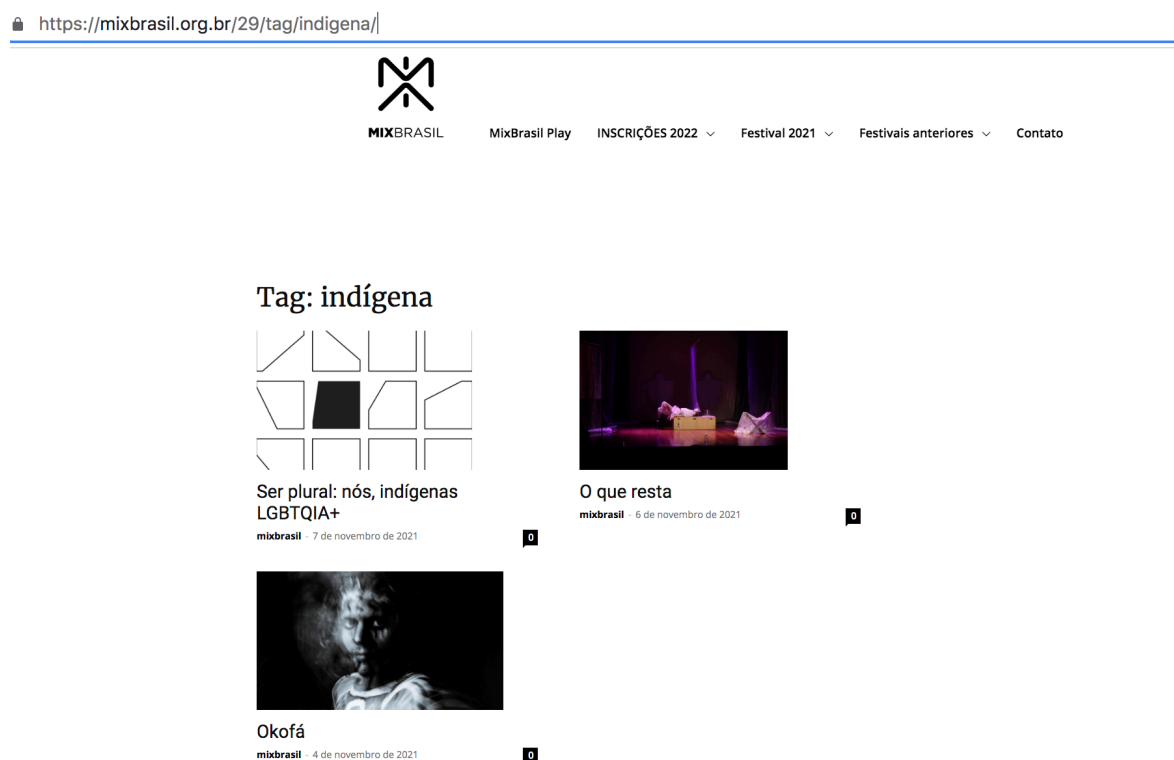 https://mixbrasil.org.br/29/tag/indigena/
MIXBRASIL
MixBrasil Play INSCRIÇÕES 2022 Festival 2021 Festivais anteriores Contato
Tag: indígena
Ser plural: nós, indígenas
LGBTQIA+
mixbrasil - 7 de novembro de 2021
0
O que resta
mixbrasil - 6 de novembro de 2021
0
Okofá
mixbrasil - 4 de novembro de 2021
0